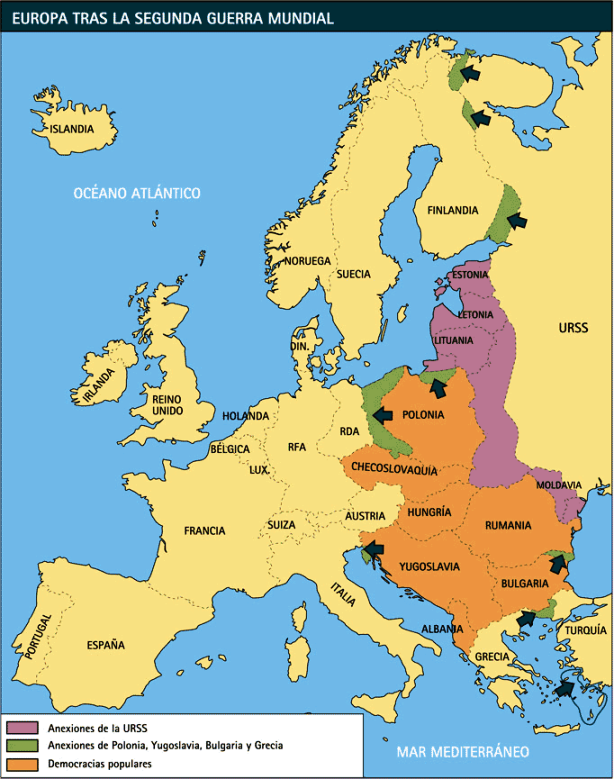 EUROPA TRAS LA SEGUNDA GUERRA MUNDIAL
ISLANDIA
OCÉANO ATLÁNTICO
FINLANDIA
NORUEGA
SUECIA
ESTONIA
LETONIA
URSS
LITUANIA
DIN.
IRLANDA
REINO
UNIDO
HOLANDA
POLONIA
RDA
BÉLGICA
RFA
LUX.
CHECOSLOVAQUIA
MOLDAVIA
HUNGRÍA
AUSTRIA
FRANCIA
SUIZA
RUMANIA
YUGOSLAVIA
BULGARIA
ITALIA
PORTUGAL
ESPAÑA
ALBANIA
TURQUÍA
GRECIA
Anexiones de la URSS
Anexiones de Polonia, Yugoslavia, Bulgaria y Grecia
Democracias populares
MAR MEDITERRÁNEO